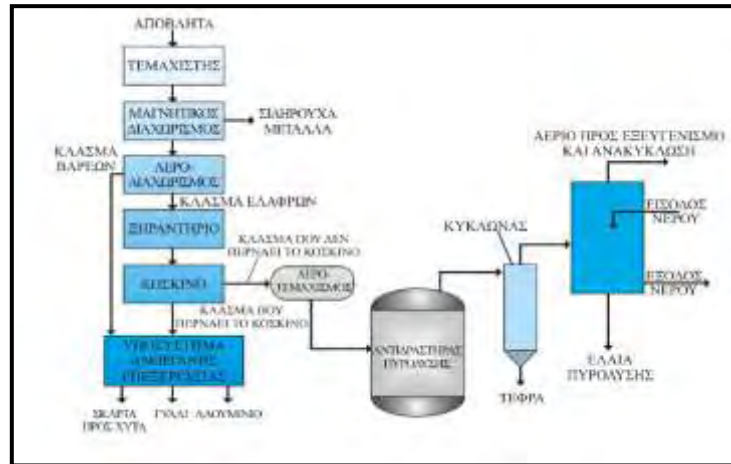 ΑΠΟΒΛΗΤΑ
ΤΕΜΑΧΙΣΤΗΣ
ΜΑΓΝΗΤΙΚΟΣ
ΔΙΑΧΩΡΙΣΜΟΣ
ΣΙΔΗΡΟΥΧΑ
ΜΕΤΑΛΛΑ
ΚΛΑΣΜΑ
ΒΑΡΕΩΝ
ΑΕΡΟ-
ΔΙΑΧΩΡΙΣΜΟΣ
ΚΛΑΣΜΑ ΕΛΑΦΡΩΝ
ΞΗΡΑΝΤΗΡΙΟ
ΚΛΑΣΜΑ ΠΟΥ ΔΕΝ
ΠΕΡΝΑΕΙ ΤΟ ΚΟΣΚΙΝΟ
ΚΟΣΚΙΝΟ
ΑΕΡΟ-
ΤΕΜΑΧΙΣΜΟΣ
ΚΛΑΣΜΑ ΠΟΥ
ΠΕΡΝΑΕΙ ΤΟ ΚΟΣΚΙΝΟ
ΥΠΟΣΥΣΤΗΜΑ
ΑΝΟΡΓΑΝΗΣ
ΕΠΕΞΕΡΓΑΣΙΑΣ
ΣΚΑΡΤΑ
ΠΡΟΣ ΧΥΤΑ
ΓΥΑΛΙ
ΑΛΟΥΜΙΝΙΟ
ΑΝΤΙΔΡΑΣΤΗΡΑΣ
ΠΥΡΟΛΥΣΗΣ
ΚΥΚΛΩΝΑΣ
ΤΕΦΡΑ
ΑΕΡΙΟ ΠΡΟΣ ΕΞΕΥΓΕΝΙΣΜΟ
ΚΑΙ ΑΝΑΚΥΚΛΩΣΗ
ΕΙΣΟΔΟΣ
ΝΕΡΟΥ
ΕΞΟΔΟΣ
ΝΕΡΟΥ
ΕΛΑΙΑ
ΠΥΡΟΛΥΣΗΣ